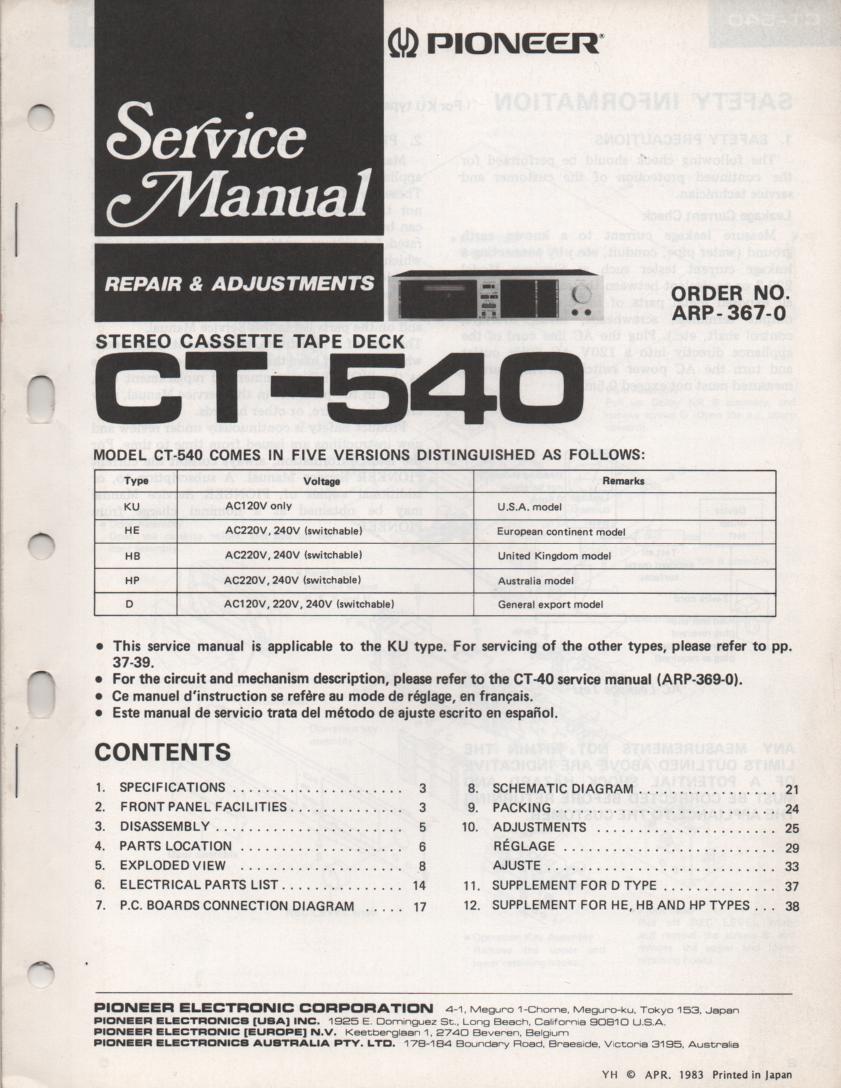 PIONEER®
Service
Manual
REPAIR & ADJUSTMENTS
ORDER NO.
ARP-367-0
STEREO CASSETTE TAPE DECK
CT-540
MODEL CT-540 COMES IN FIVE VERSIONS DISTINGUISHED AS FOLLOWS:
Type Voltage Remarks
KU AC120V only U.S.A. model
HE AC220V, 240V (switchable) European continent model
HB AC220V, 240V (switchable) United Kingdom model
HP AC220V, 240V (switchable) Australia model
D AC120V, 220V, 240V (switchable) General export model
● This service manual is applicable to the KU type. For servicing of the other types, please refer to pp.
37-39.
● For the circuit and mechanism description, please refer to the CT-40 service manual (ARP-369-0).
● Ce manuel d'instruction se refère au mode de réglage, en français.
● Este manual de servicio trata del método de ajuste escrito en español.
CONTENTS
1. SPECIFICATIONS . . . . . . . . . . . . . . . . . . . . . . 3
2. FRONT PANEL FACILITIES . . . . . . . . . . . . . . . 3
3. DISASSEMBLY . . . . . . . . . . . . . . . . . . . . . . . . 5
4. PARTS LOCATION . . . . . . . . . . . . . . . . . . . . . 6
5. EXPLODED VIEW . . . . . . . . . . . . . . . . . . . . . 8
6. ELECTRICAL PARTS LIST . . . . . . . . . . . . . . . . 14
7. P.C. BOARDS CONNECTION DIAGRAM . . . . . 17
8. SCHEMATIC DIAGRAM . . . . . . . . . . . . . . . . . . 21
9. PACKING . . . . . . . . . . . . . . . . . . . . . . . . . . . . 24
10. ADJUSTMENTS . . . . . . . . . . . . . . . . . . . . . . . 25
RÉGLAGE . . . . . . . . . . . . . . . . . . . . . . . . . . . . 29
AJUSTE . . . . . . . . . . . . . . . . . . . . . . . . . . . . . 33
11. SUPPLEMENT FOR D TYPE . . . . . . . . . . . . . . 37
12. SUPPLEMENT FOR HE, HB AND HP TYPES . . . 38
PIONEER ELECTRONIC CORPORATION 4-1, Meguro 1-Chome, Meguro-ku, Tokyo 153, Japan
PIONEER ELECTRONICS [USA] INC. 1925 E. Dominguez St., Long Beach, California 90810 U.S.A.
PIONEER ELECTRONIC [EUROPE] N.V. Keetberglaan 1, 2740 Beveren, Belgium
PIONEER ELECTRONICS AUSTRALIA PTY. LTD. 178-184 Boundary Road, Braeside, Victoria 3195, Australia
YH © APR. 1983 Printed in Japan